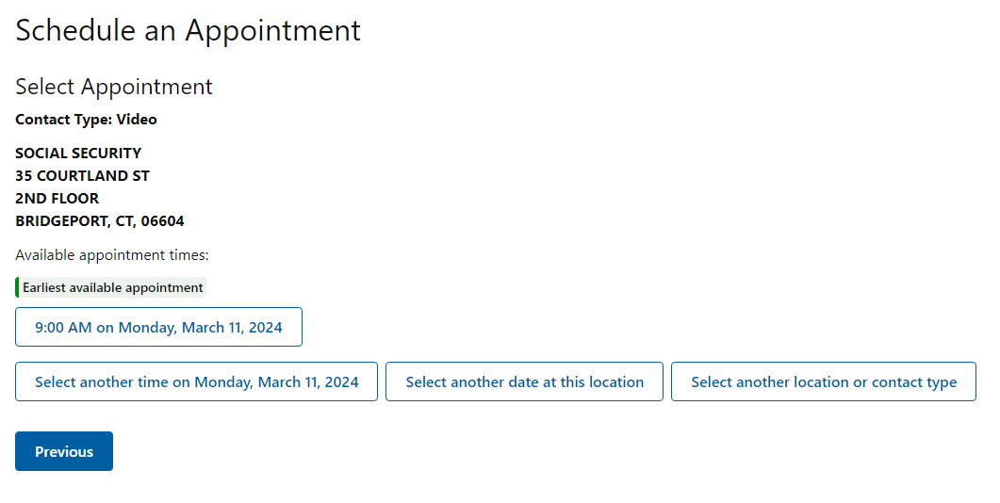 Schedule an Appointment
Select Appointment
Contact Type: Video
SOCIAL SECURITY
35 COURTLAND ST
2ND FLOOR
BRIDGEPORT, CT, 06604
Available appointment times:
Earliest available appointment
9:00 AM on Monday, March 11, 2024
Select another time on Monday, March 11, 2024
Select another date at this location
Select another location or contact type
Previous